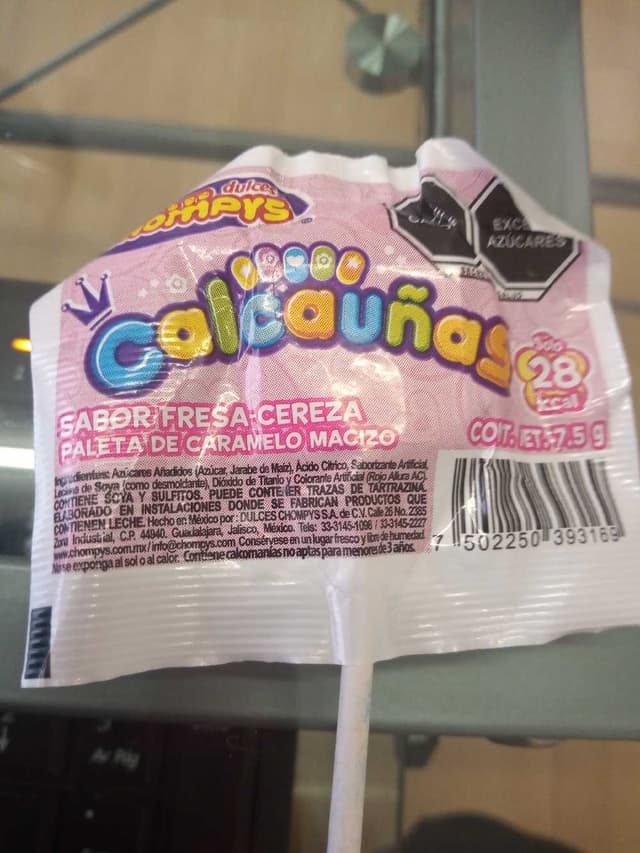 dulces
CHOMPYS
EXCESO
AZÚCARES
Calcauñas
Solo
28
kcal
SABOR FRESA-CEREZA
PALETA DE CARAMELO MACIZO
CONT. NET. 7.5 g
Ingredientes: Azúcares Añadidos (Azúcar, Jarabe de Maíz), Ácido Cítrico, Saborizante Artificial,
Lecitina de Soya (como desmoldante), Dióxido de Titanio y Colorante Artificial (Rojo Allura AC).
CONTIENE SOYA Y SULFITOS. PUEDE CONTENER TRAZAS DE TARTRAZINA.
ELABORADO EN INSTALACIONES DONDE SE FABRICAN PRODUCTOS QUE
CONTIENEN LECHE. Hecho en México por: DULCES CHOMPYS S.A. de C.V. Calle 26 No. 2385
Zona Industrial, C.P. 44940. Guadalajara, Jalisco, México. Tels: 33-3145-1096 / 33-3145-2227
www.chompys.com.mx / info@chompys.com Consérvese en un lugar fresco y libre de humedad.
No se exponga al sol o al calor. Contiene calcomanías no aptas para menores de 3 años.
7 502250 393169
Av Pág